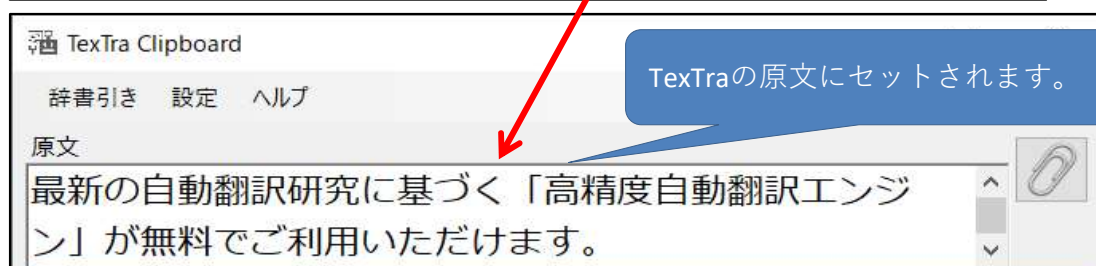 TexTra Clipboard
TexTraの原文にセットされます。
辞書引き 設定 ヘルプ
原文
最新の自動翻訳研究に基づく「高精度自動翻訳エンジ
ン」が無料でご利用いただけます。